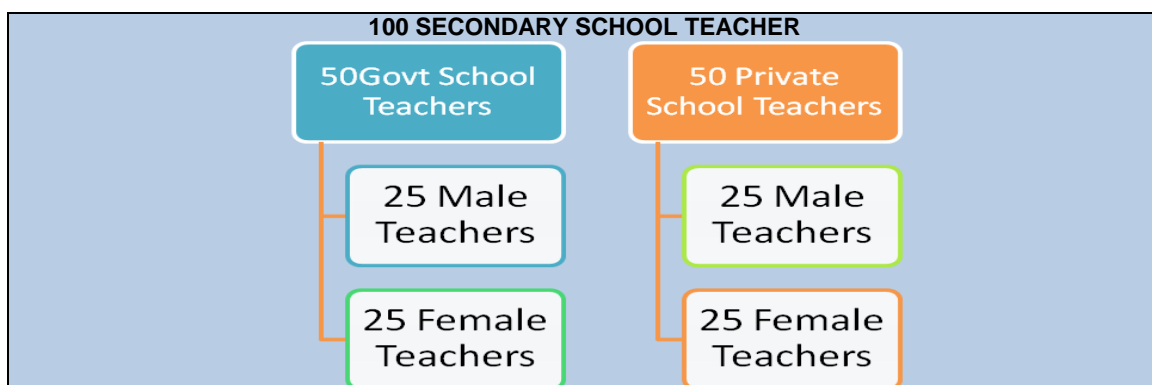 100 SECONDARY SCHOOL TEACHER
50Govt School
Teachers
25 Male
Teachers
25 Female
Teachers
50 Private
School Teachers
25 Male
Teachers
25 Female
Teachers